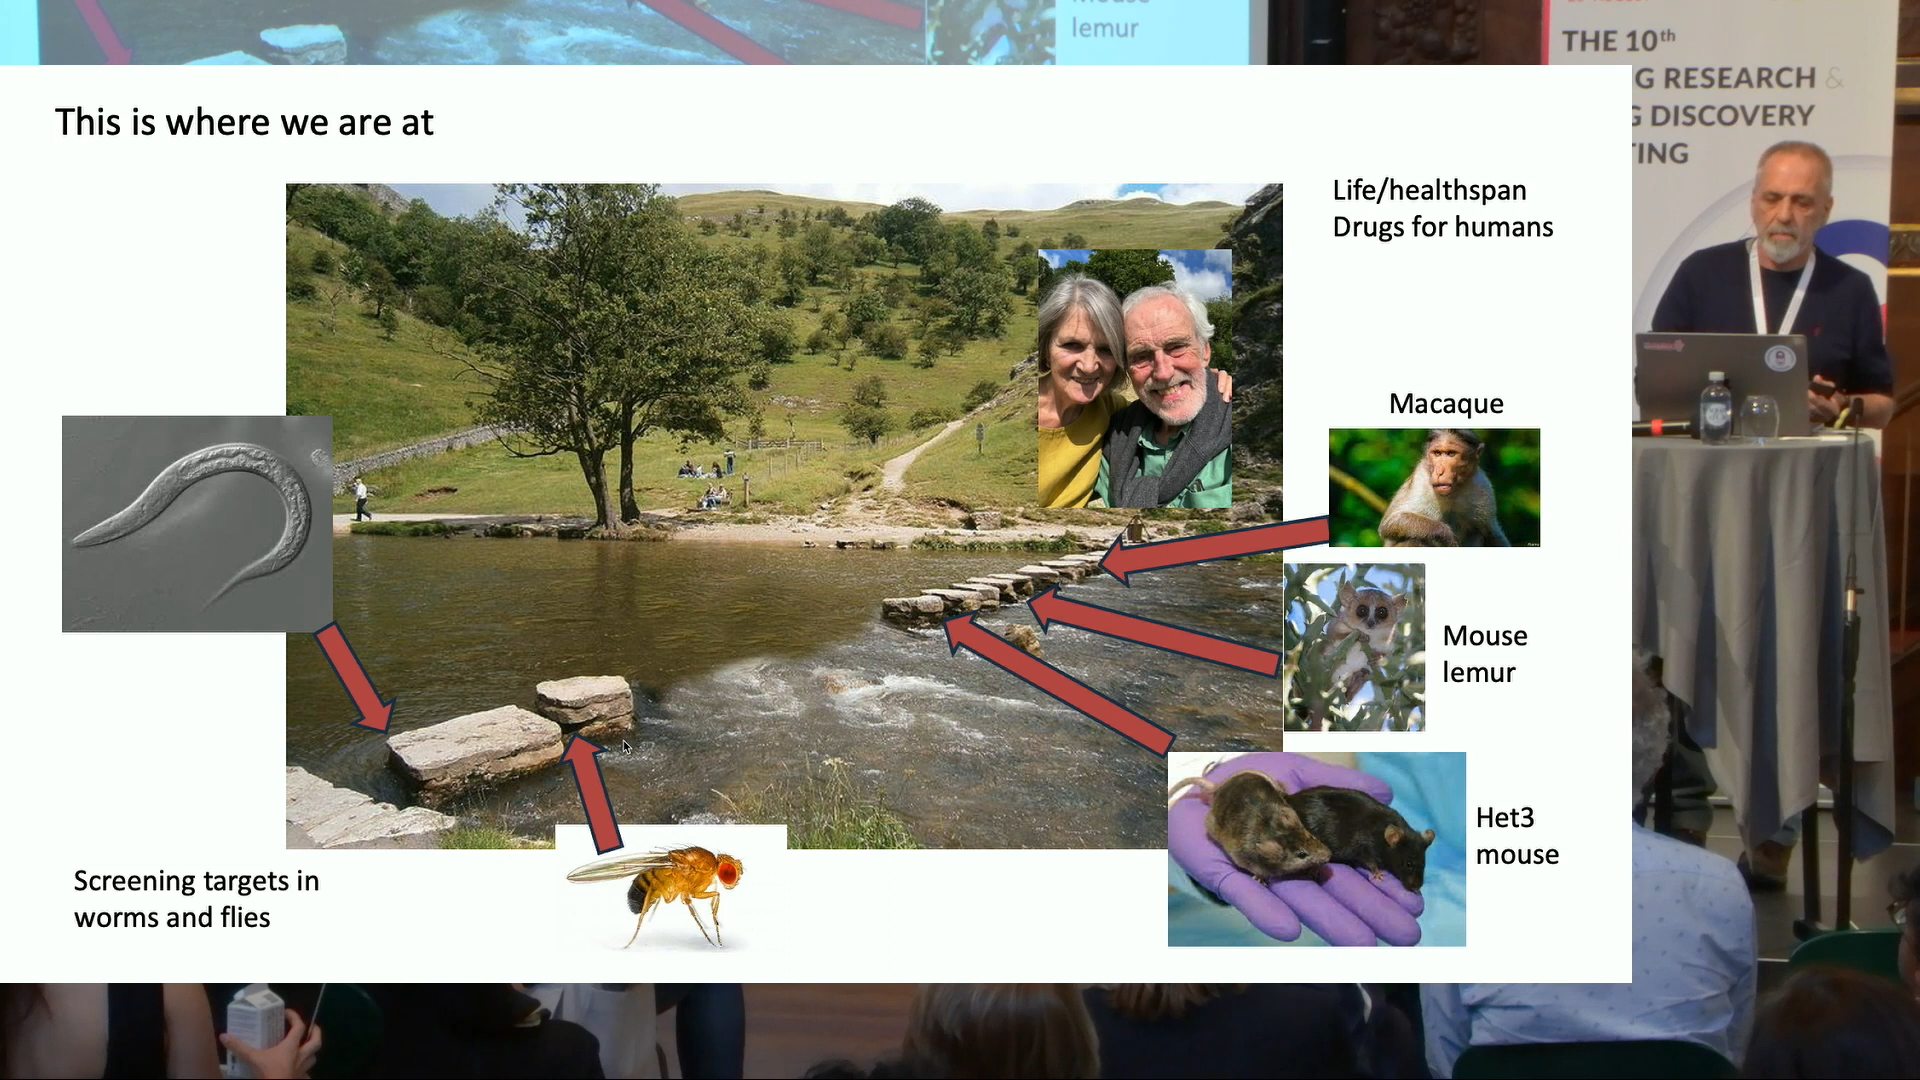 Mouse
lemur
THE 10th
G RESEARCH &
G DISCOVERY
TING
This is where we are at
Life/healthspan
Drugs for humans
Macaque
Mouse
lemur
Het3
mouse
Screening targets in
worms and flies